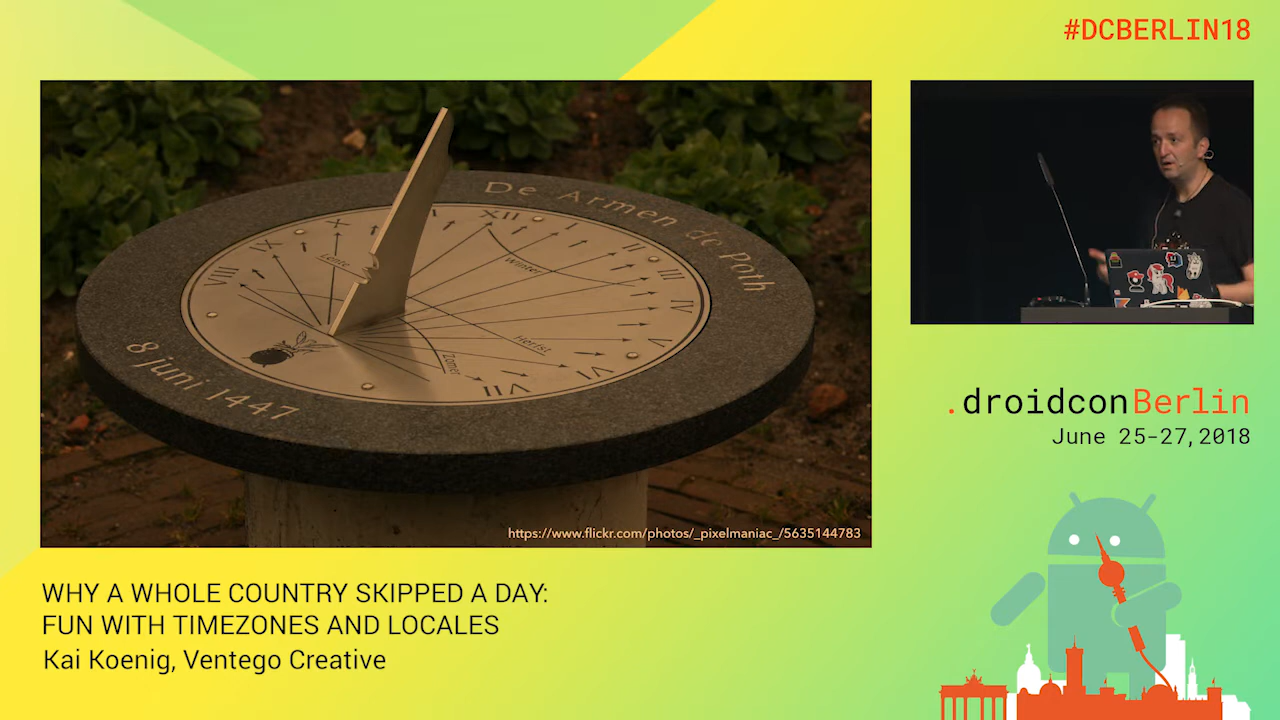 #DCBERLIN18
De Armen de Poth
VIII
IX
X
I
XII
I
II
III
IV
V
VI
VII
Lente
Winter
Herfst
Zomer
8 juni 1447
https://www.flickr.com/photos/_pixelmaniac_/5635144783
.droidconBerlin
June 25-27, 2018
WHY A WHOLE COUNTRY SKIPPED A DAY:
FUN WITH TIMEZONES AND LOCALES
Kai Koenig, Ventego Creative